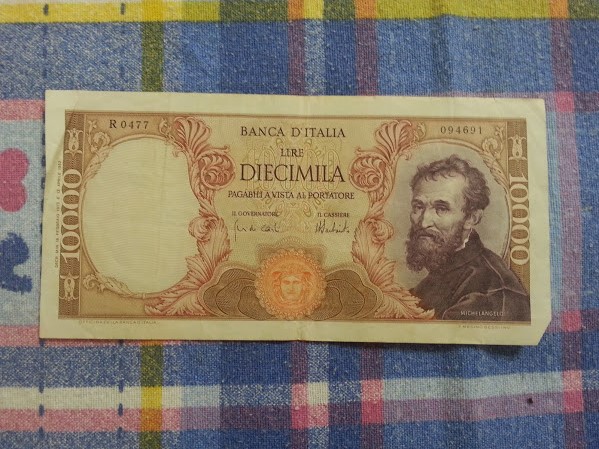 R 0477
094691
BANCA D'ITALIA
LIRE
DIECIMILA
PAGABILI A VISTA AL PORTATORE
IL GOVERNATORE IL CASSIERE
10000
10000
MICHELANGELO